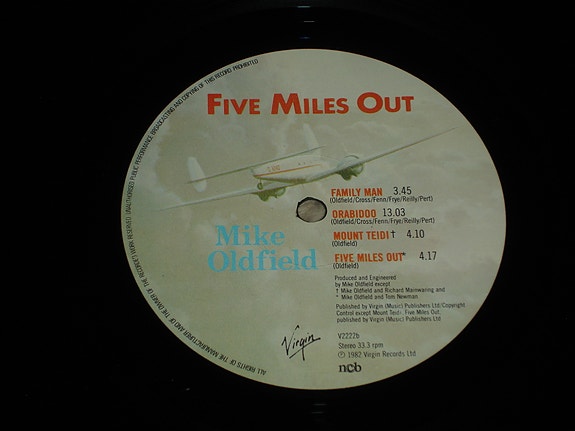 ALL RIGHTS OF THE MANUFACTURER AND OF THE OWNER OF THE RECORDED WORK RESERVED UNAUTHORISED PUBLIC PERFORMANCE BROADCASTING AND COPYING OF THIS RECORD PROHIBITED
FIVE MILES OUT
FAMILY MAN 3.45
(Oldfield/Cross/Fenn/Frye/Reilly/Pert)
ORABIDOO 13.03
(Oldfield/Cross/Fenn/Frye/Reilly/Pert)
MOUNT TEIDI† 4.10
(Oldfield)
FIVE MILES OUT* 4.17
(Oldfield)
Mike
Oldfield
Produced and Engineered
by Mike Oldfield except
† Mike Oldfield and Richard Mainwaring and
* Mike Oldfield and Tom Newman
Published by Virgin (Music) Publishers Ltd/Copyright
Control except Mount Teidi, Five Miles Out,
published by Virgin (Music) Publishers Ltd.
Virgin
V2222b
Stereo 33.3 rpm
℗ 1982 Virgin Records Ltd
ncb